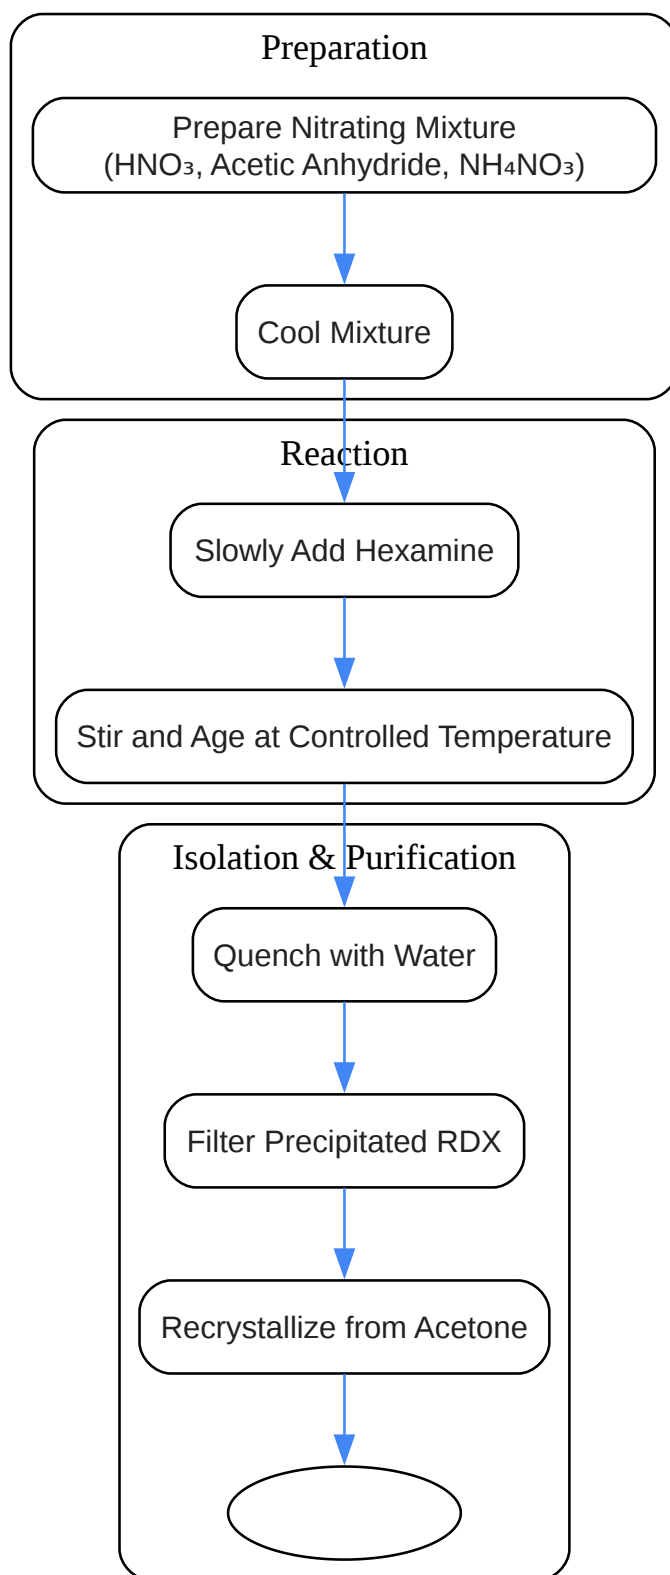 Preparation
Prepare Nitrating Mixture
(HNO₃, Acetic Anhydride, NH₄NO₃)
Cool Mixture
Reaction
Slowly Add Hexamine
Stir and Age at Controlled Temperature
Isolation & Purification
Quench with Water
Filter Precipitated RDX
Recrystallize from Acetone